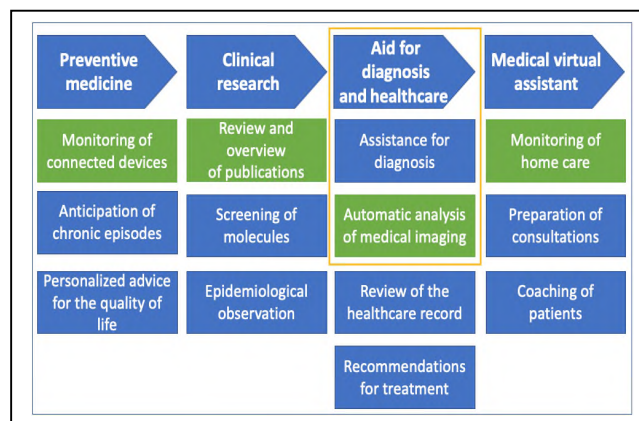 Preventive
medicine
Clinical
research
Aid for
diagnosis
and healthcare
Medical virtual
assistant
Monitoring of
connected devices
Review and
overview
of publications
Assistance for
diagnosis
Monitoring of
home care
Anticipation of
chronic episodes
Screening of
molecules
Automatic analysis
of medical imaging
Preparation of
consultations
Personalized advice
for the quality of
life
Epidemiological
observation
Review of the
healthcare record
Coaching of
patients
Recommendations
for treatment